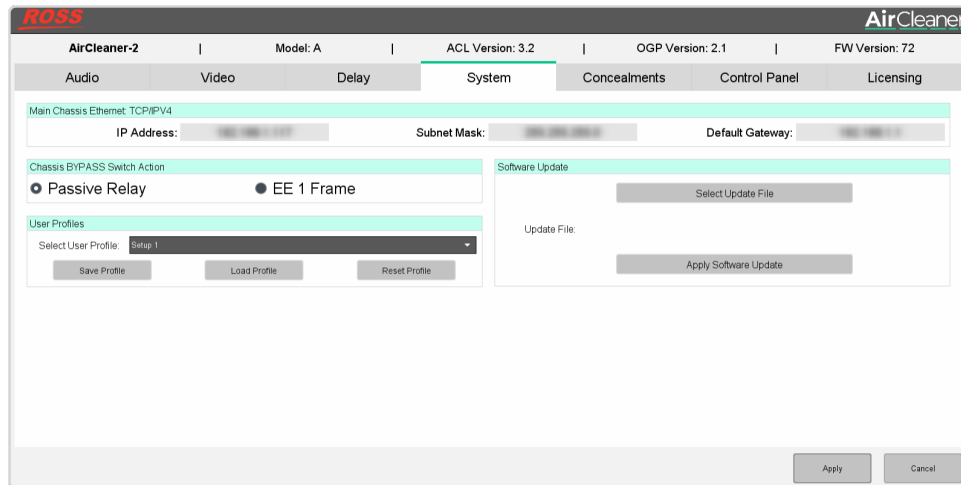 ROSS AirCleaner
AirCleaner-2 | Model: A | ACL Version: 3.2 | OGP Version: 2.1 | FW Version: 72
Audio Video Delay System Concealments Control Panel Licensing
Main Chassis Ethernet: TCP/IPV4
IP Address: Subnet Mask: Default Gateway:
Chassis BYPASS Switch Action
Passive Relay EE 1 Frame
User Profiles
Select User Profile: Setup 1
Save Profile Load Profile Reset Profile
Software Update
Select Update File
Update File:
Apply Software Update
Apply Cancel